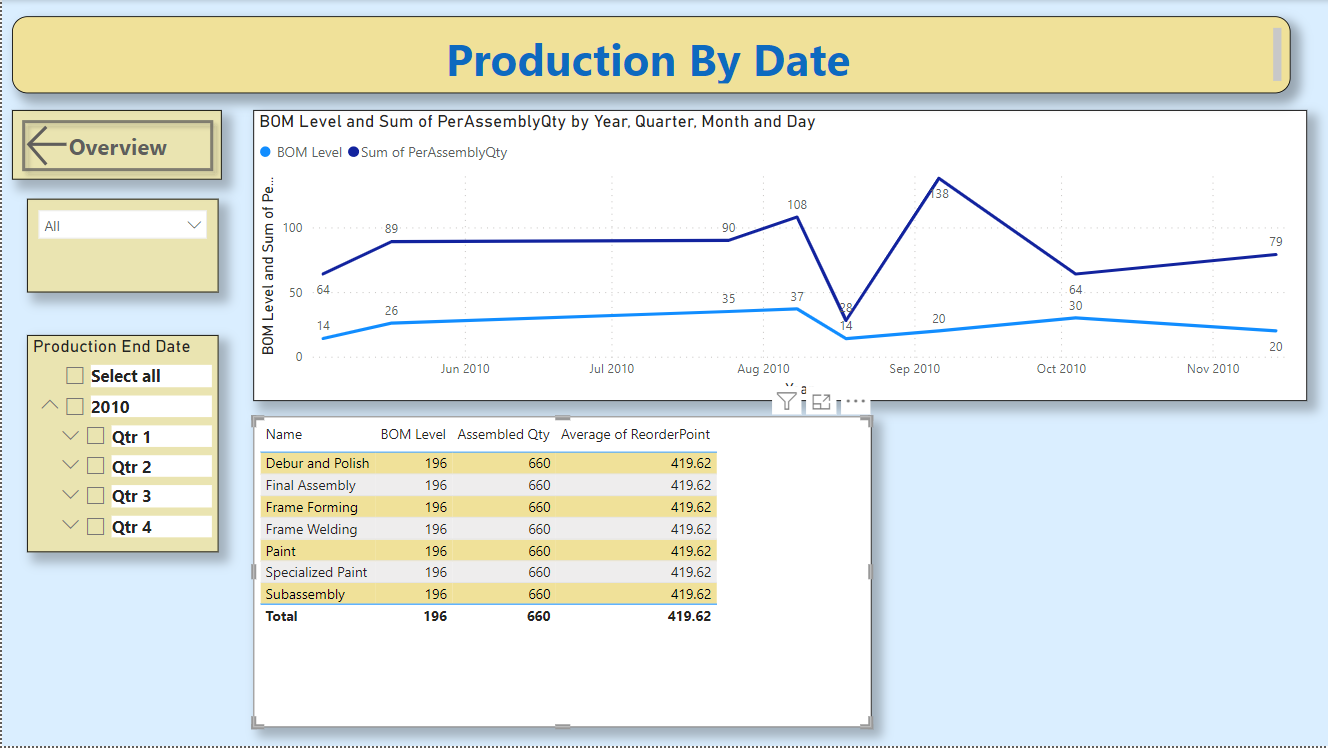 Production By Date
Overview
All
Production End Date
Select all
2010
Qtr 1
Qtr 2
Qtr 3
Qtr 4
BOM Level and Sum of PerAssemblyQty by Year, Quarter, Month and Day
BOM Level Sum of PerAssemblyQty
BOM Level and Sum of Pe...
100
50
0
64 89 90 108 28 138 64 79
14 26 35 37 14 20 30 20
Jun 2010 Jul 2010 Aug 2010 Sep 2010 Oct 2010 Nov 2010
Name BOM Level Assembled Qty Average of ReorderPoint
Debur and Polish 196 660 419.62
Final Assembly 196 660 419.62
Frame Forming 196 660 419.62
Frame Welding 196 660 419.62
Paint 196 660 419.62
Specialized Paint 196 660 419.62
Subassembly 196 660 419.62
Total 196 660 419.62